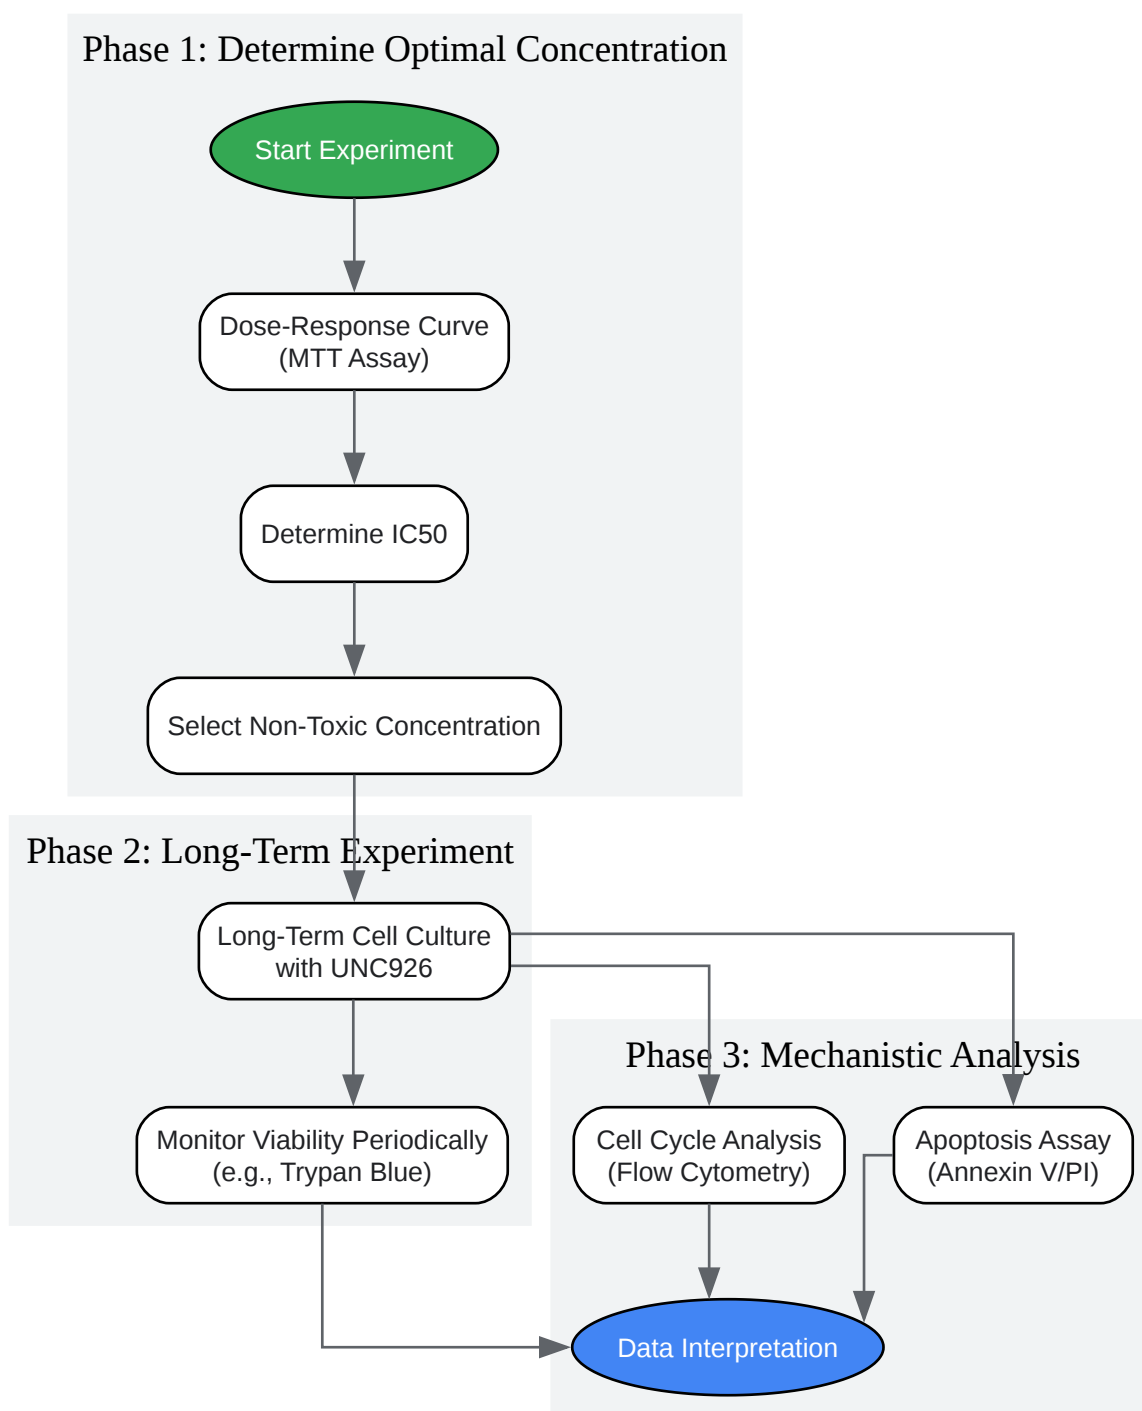 Phase 1: Determine Optimal Concentration
Start Experiment
Dose-Response Curve
(MTT Assay)
Determine IC50
Select Non-Toxic Concentration
Phase 2: Long-Term Experiment
Long-Term Cell Culture
with UNC926
Monitor Viability Periodically
(e.g., Trypan Blue)
Phase 3: Mechanistic Analysis
Cell Cycle Analysis
(Flow Cytometry)
Apoptosis Assay
(Annexin V/PI)
Data Interpretation